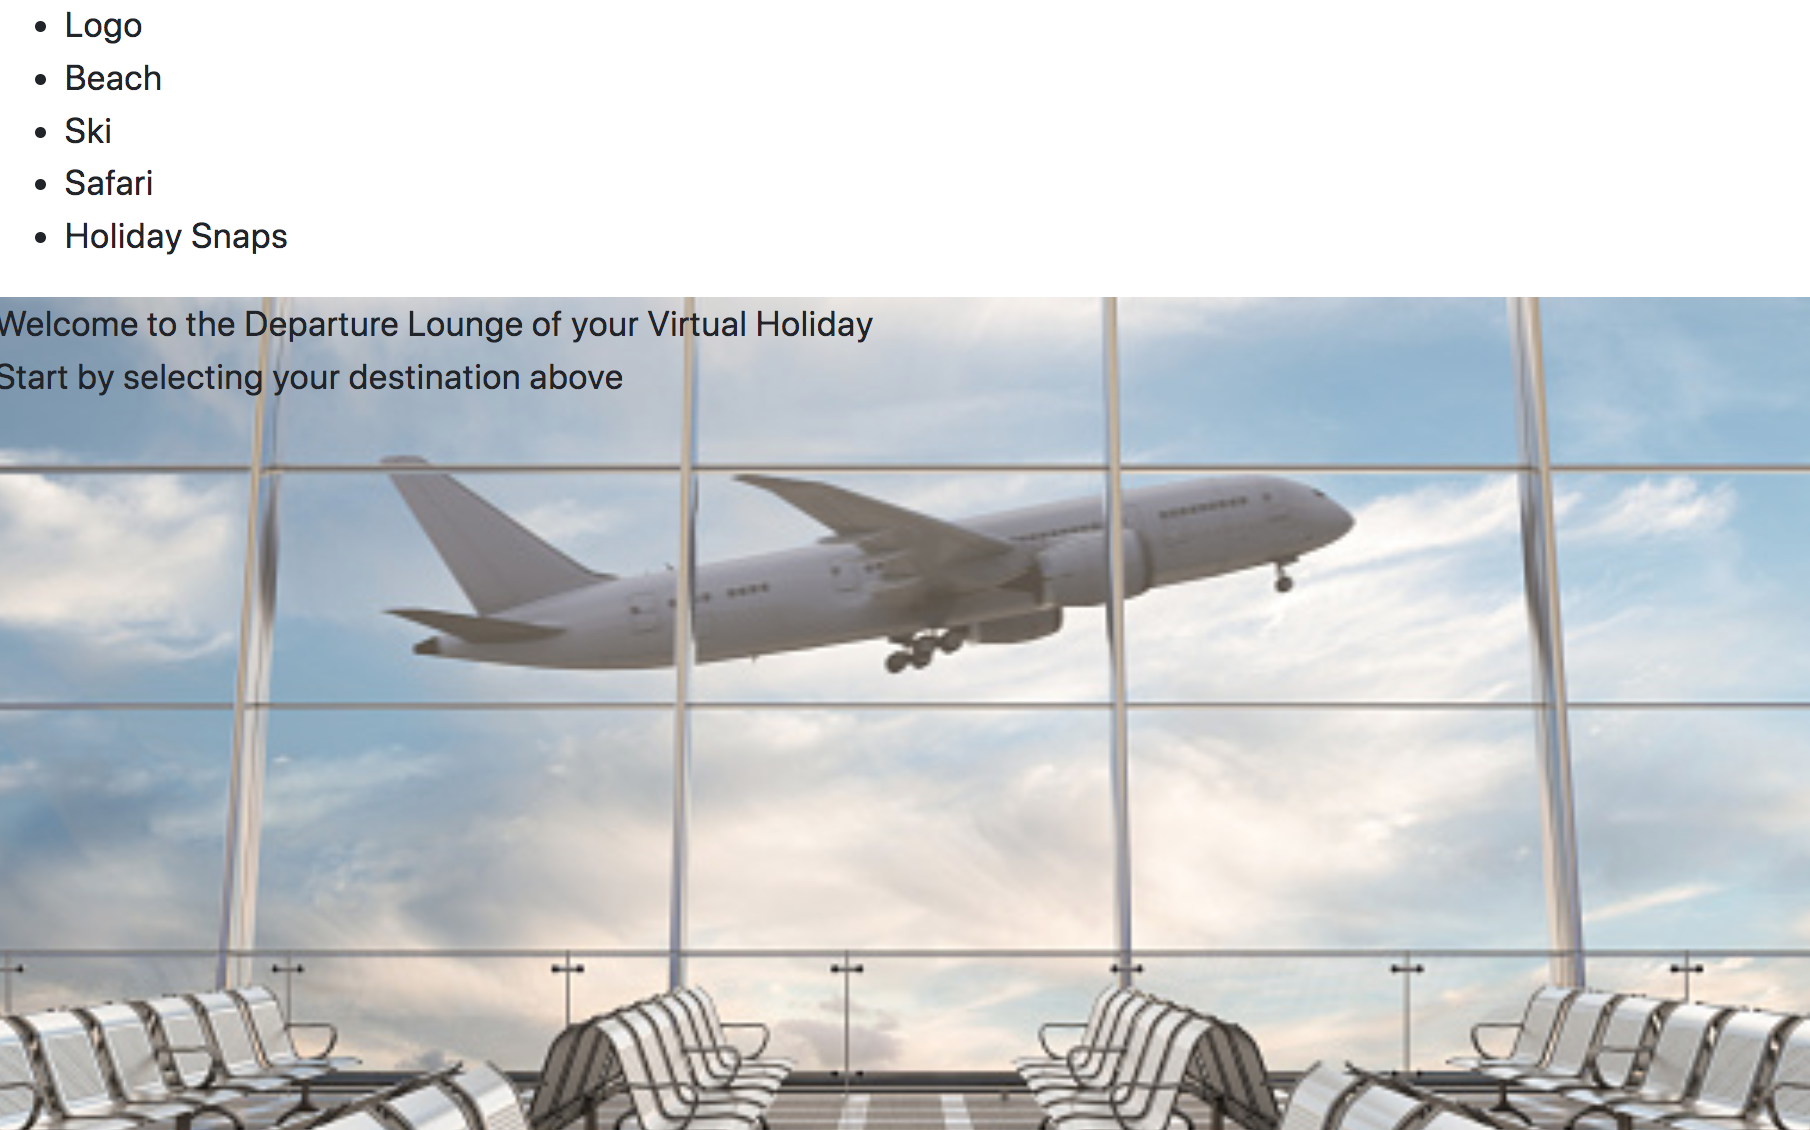 Logo
Beach
Ski
Safari
Holiday Snaps
Welcome to the Departure Lounge of your Virtual Holiday
Start by selecting your destination above